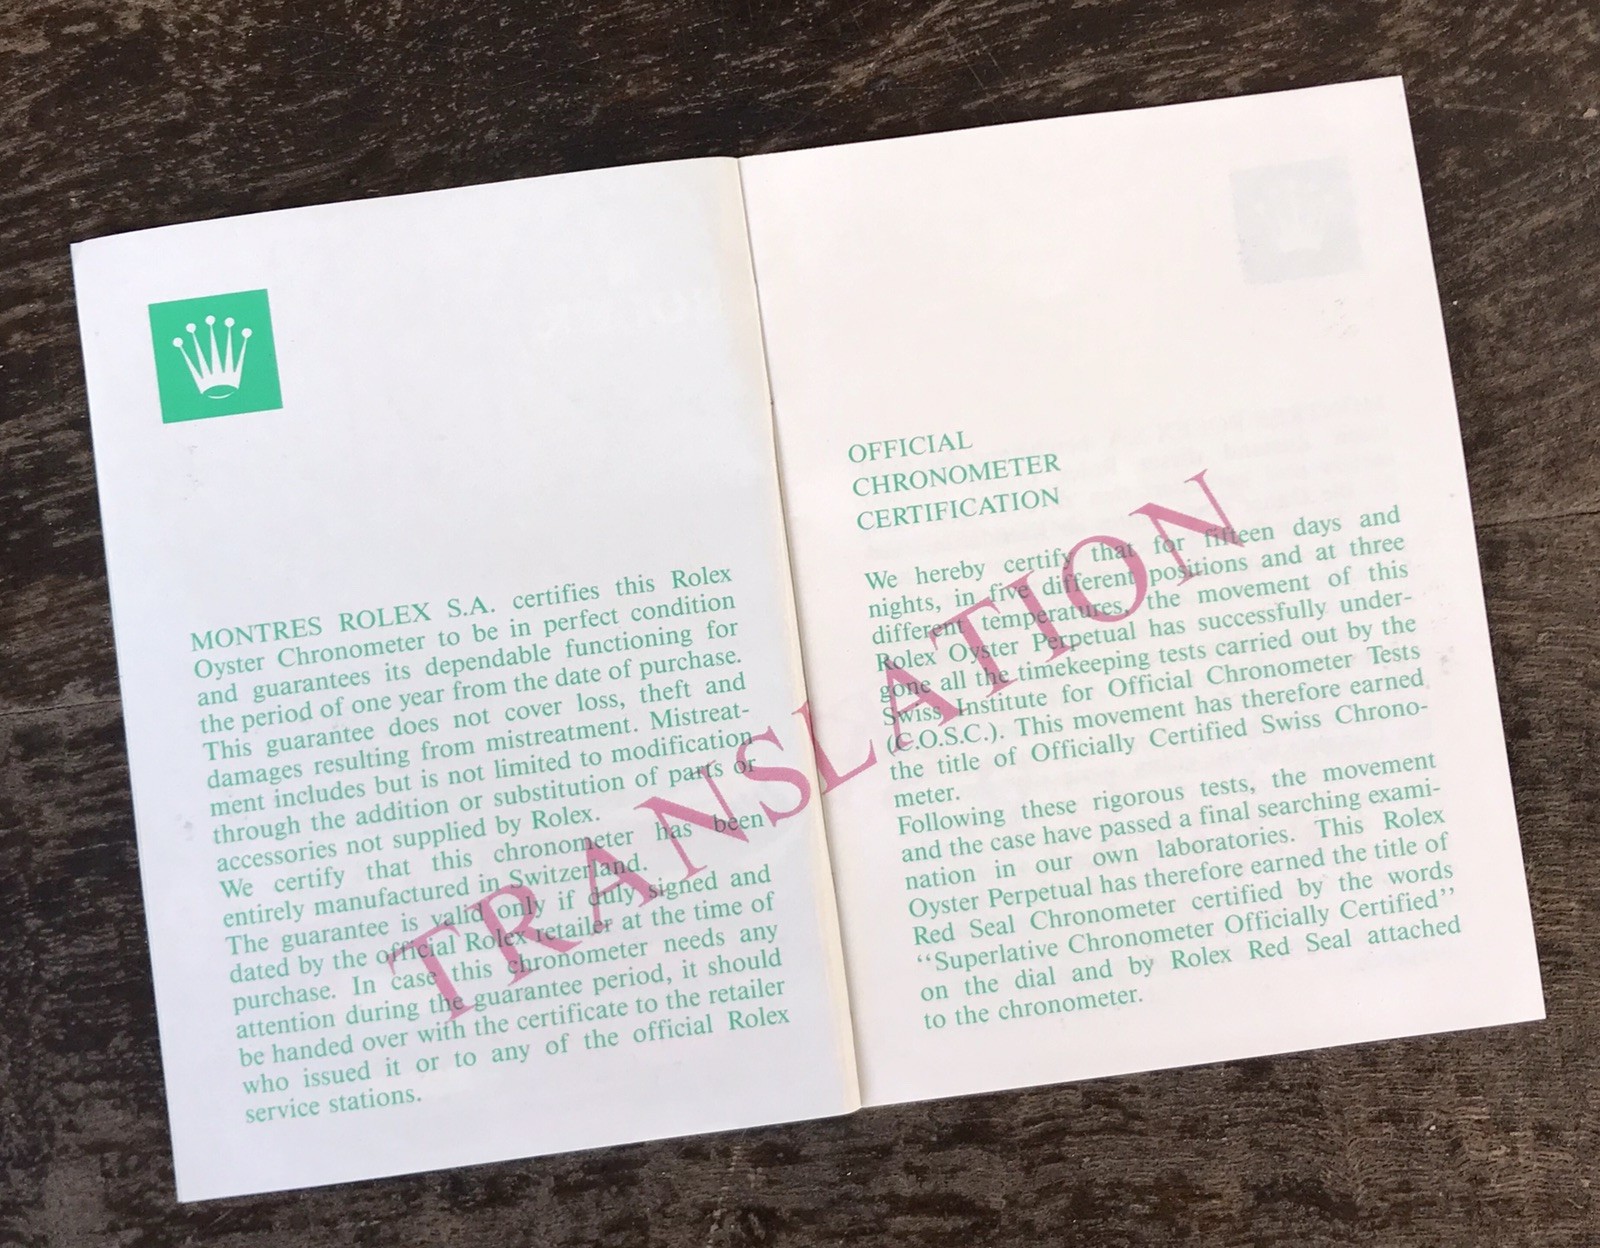 MONTRES ROLEX S.A. certifies this Rolex
Oyster Chronometer to be in perfect condition
and guarantees its dependable functioning for
the period of one year from the date of purchase.
This guarantee does not cover loss, theft and
damages resulting from mistreatment. Mistreat-
ment includes but is not limited to modification
through the addition or substitution of parts or
accessories not supplied by Rolex.
We certify that this chronometer has been
entirely manufactured in Switzerland.
The guarantee is valid only if duly signed and
dated by the official Rolex retailer at the time of
purchase. In case this chronometer needs any
attention during the guarantee period, it should
be handed over with the certificate to the retailer
who issued it or to any of the official Rolex
service stations.
OFFICIAL
CHRONOMETER
CERTIFICATION
We hereby certify that for fifteen days and
nights, in five different positions and at three
different temperatures, the movement of this
Rolex Oyster Perpetual has successfully under-
gone all the timekeeping tests carried out by the
Swiss Institute for Official Chronometer Tests
(C.O.S.C.). This movement has therefore earned
the title of Officially Certified Swiss Chrono-
meter.
Following these rigorous tests, the movement
and the case have passed a final searching exami-
nation in our own laboratories. This Rolex
Oyster Perpetual has therefore earned the title of
Red Seal Chronometer certified by the words
“Superlative Chronometer Officially Certified”
on the dial and by Rolex Red Seal attached
to the chronometer.
TRANSLATION